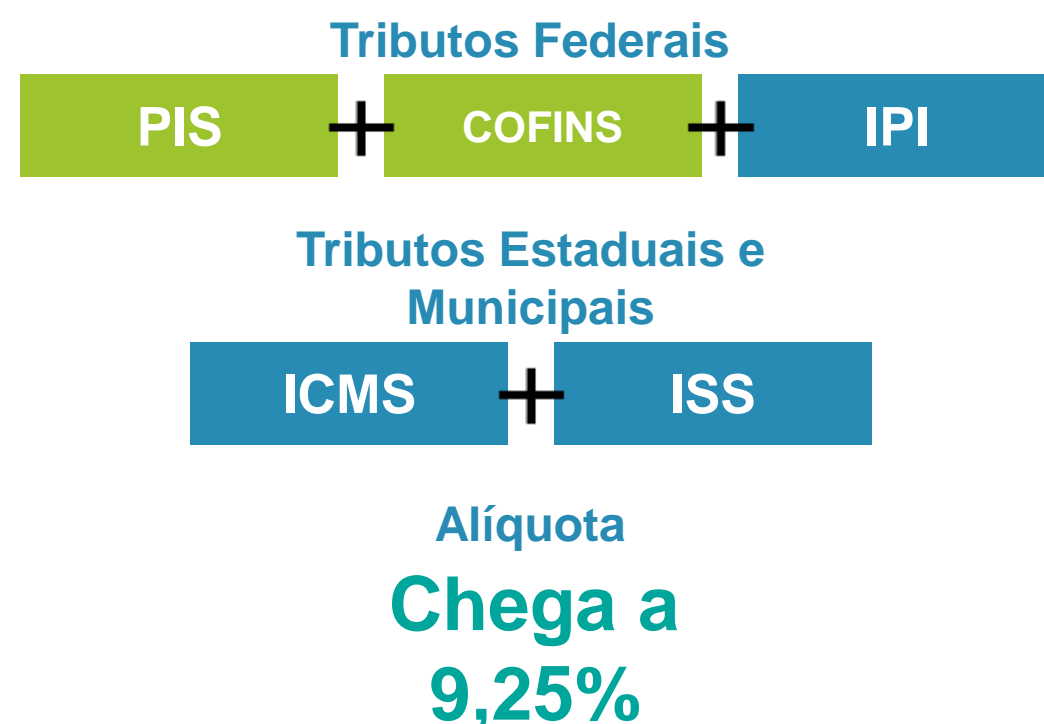 Tributos Federais
PIS + COFINS + IPI
Tributos Estaduais e
Municipais
ICMS + ISS
Alíquota
Chega a
9,25%